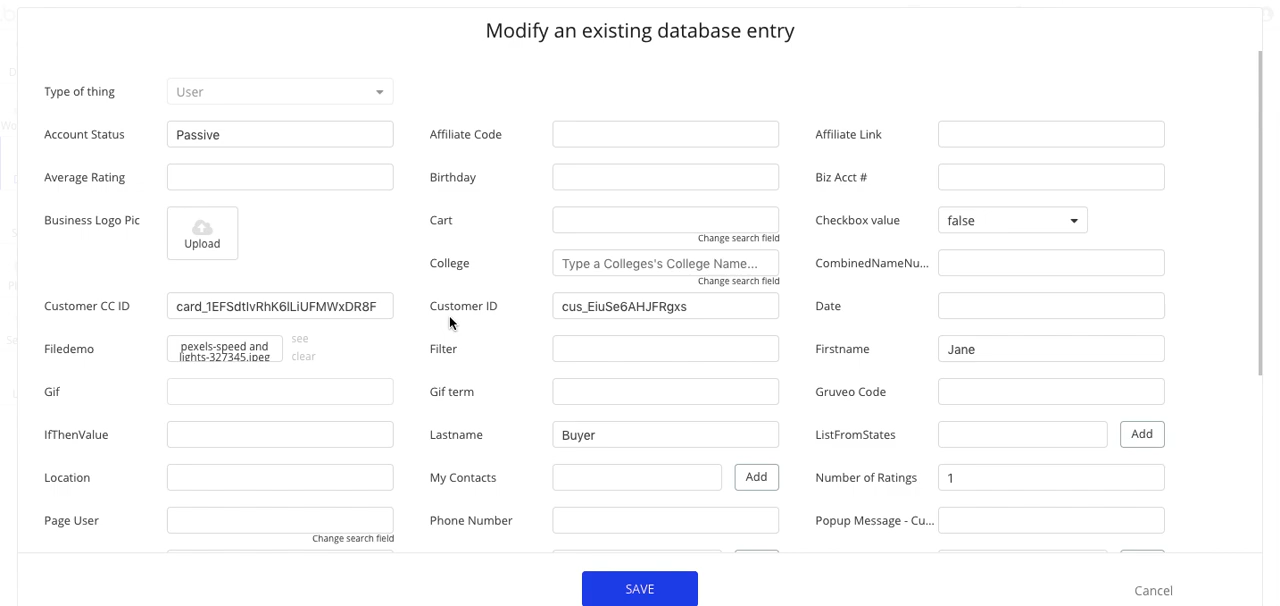 Modify an existing database entry
Type of thing User
Account Status Passive Affiliate Code Affiliate Link
Average Rating Birthday Biz Acct #
Business Logo Pic Upload Cart Checkbox value false
Change search field
College Type a Colleges's College Name... CombinedNameNu...
Change search field
Customer CC ID card_1EFSdtIvRhK6lLiUFMWxDR8F Customer ID cus_EiuSe6AHJFRgxs Date
Filedemo pexels-speed and lights-327345.jpeg see clear Filter Firstname Jane
Gif Gif term Gruveo Code
IfThenValue Lastname Buyer ListFromStates Add
Location My Contacts Add Number of Ratings 1
Page User Phone Number Popup Message - Cu...
Change search field
SAVE Cancel